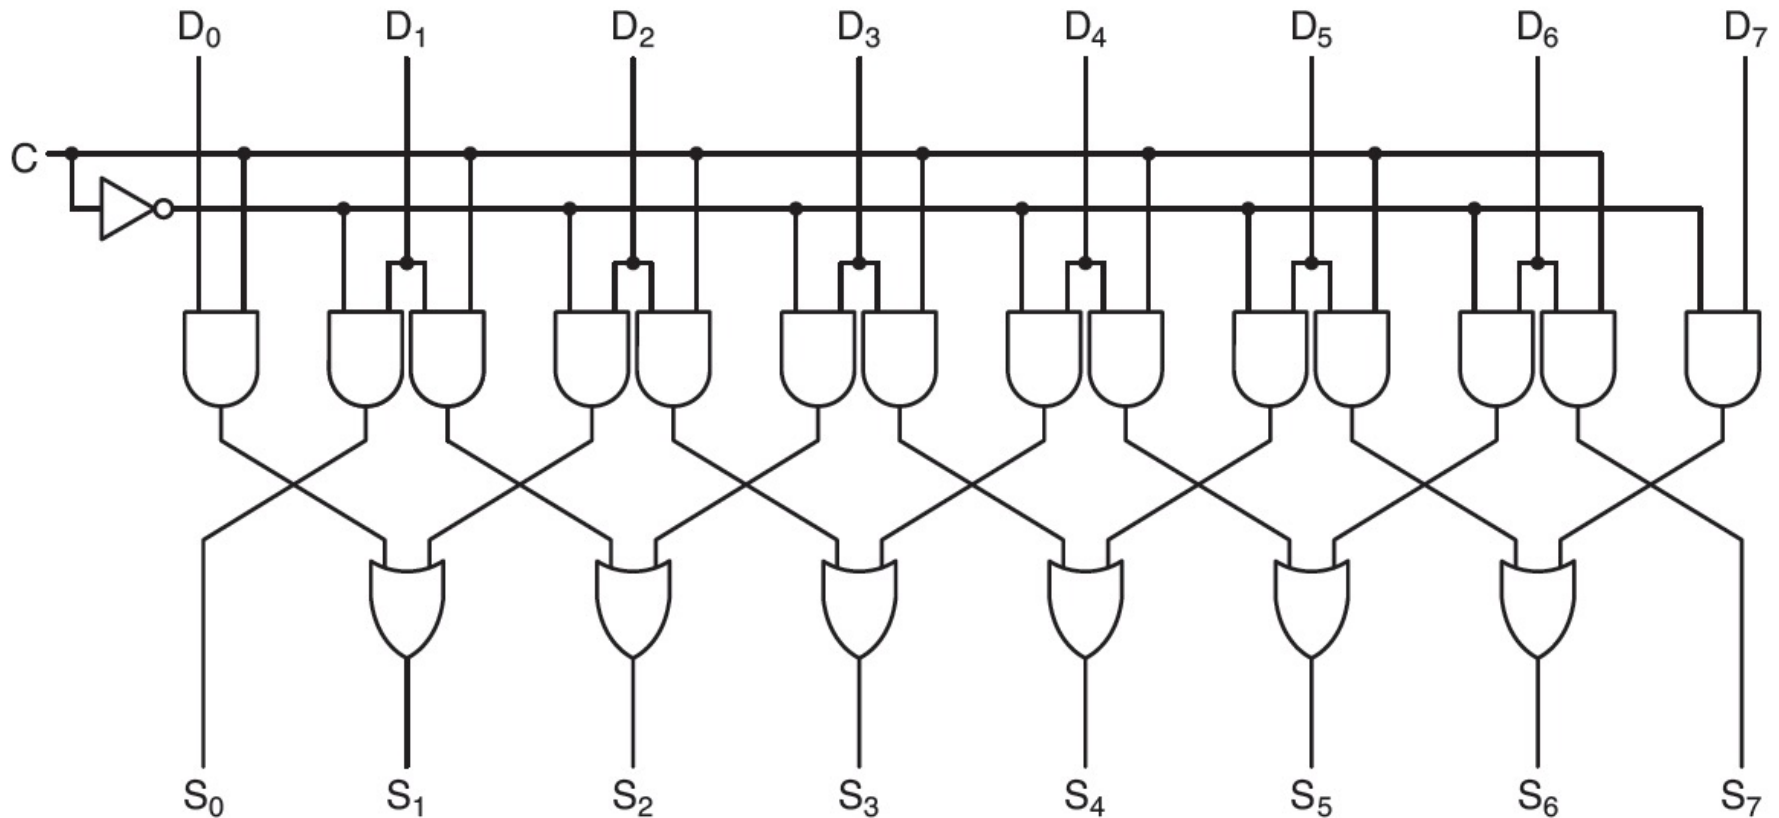 D₀ D₁ D₂ D₃ D₄ D₅ D₆ D₇
C
S₀ S₁ S₂ S₃ S₄ S₅ S₆ S₇